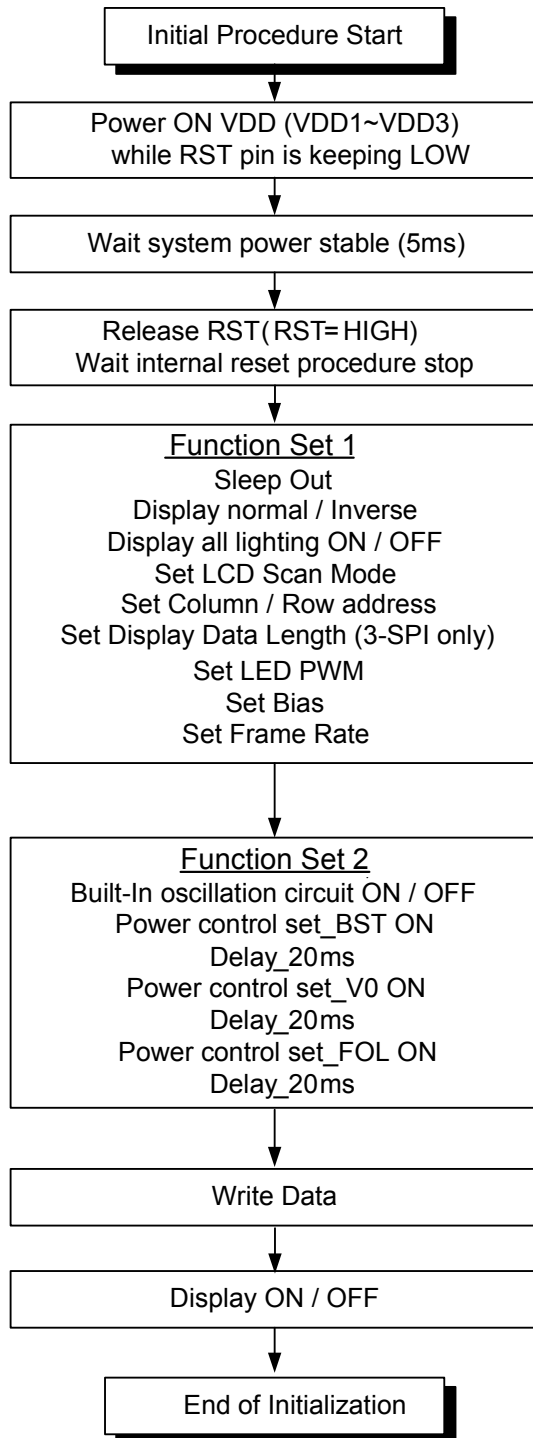 Initial Procedure Start
Power ON VDD (VDD1~VDD3)
while RST pin is keeping LOW
Wait system power stable (5ms)
Release RST(RST=HIGH)
Wait internal reset procedure stop
Function Set 1
Sleep Out
Display normal / Inverse
Display all lighting ON / OFF
Set LCD Scan Mode
Set Column / Row address
Set Display Data Length (3-SPI only)
Set LED PWM
Set Bias
Set Frame Rate
Function Set 2
Built-In oscillation circuit ON / OFF
Power control set_BST ON
Delay_20ms
Power control set_V0 ON
Delay_20ms
Power control set_FOL ON
Delay_20ms
Write Data
Display ON / OFF
End of Initialization